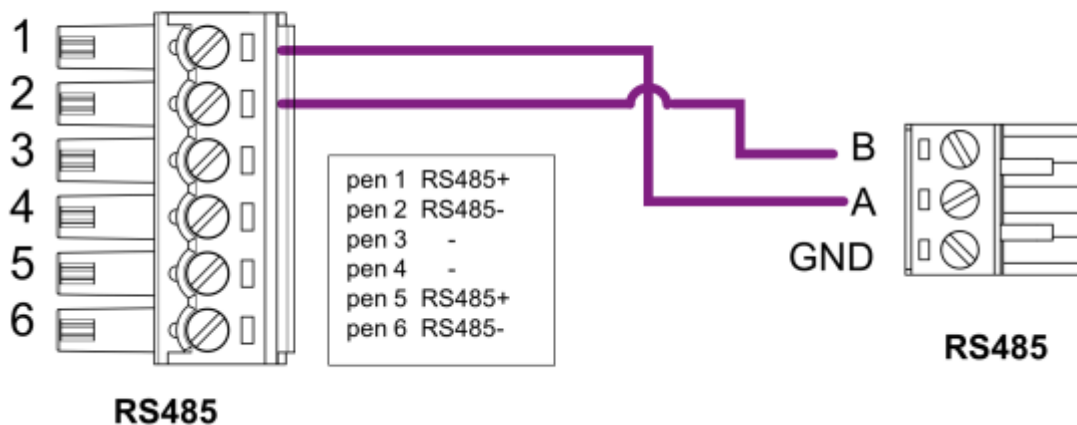 1
2
3
4
5
6
pen 1 RS485+
pen 2 RS485-
pen 3 -
pen 4 -
pen 5 RS485+
pen 6 RS485-
RS485
B
A
GND
RS485